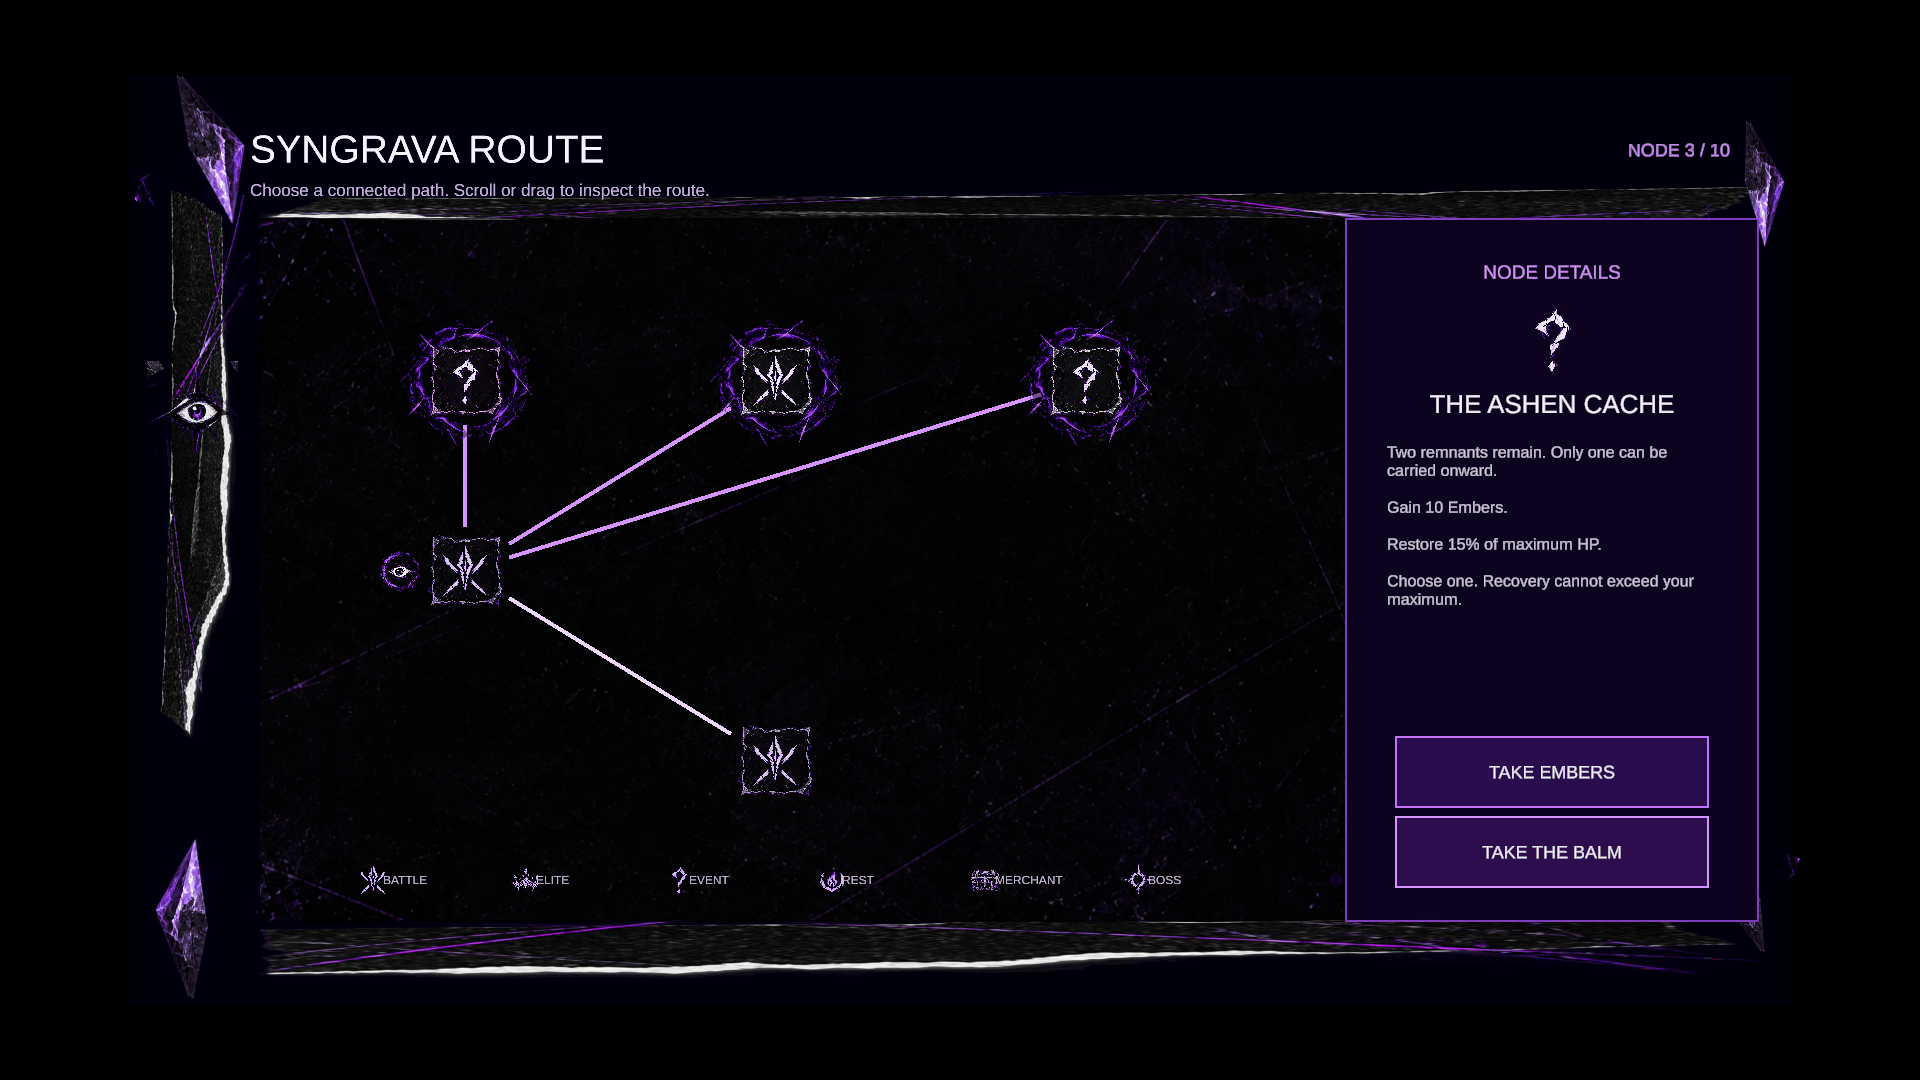 SYNGRAVA ROUTE
NODE 3 / 10
Choose a connected path. Scroll or drag to inspect the route.
NODE DETAILS
THE ASHEN CACHE
Two remnants remain. Only one can be
carried onward.
Gain 10 Embers.
Restore 15% of maximum HP.
Choose one. Recovery cannot exceed your
maximum.
TAKE EMBERS
TAKE THE BALM
BATTLE
ELITE
EVENT
REST
MERCHANT
BOSS